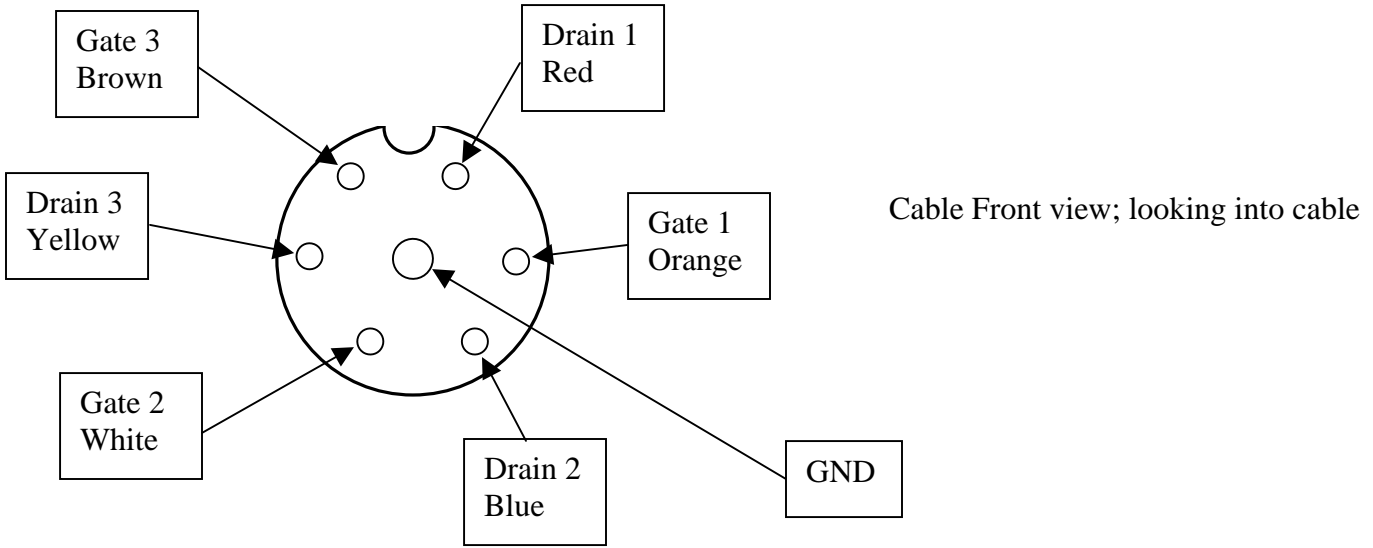 Gate 3
Brown
Drain 1
Red
Drain 3
Yellow
Gate 1
Orange
Cable Front view; looking into cable
Gate 2
White
Drain 2
Blue
GND